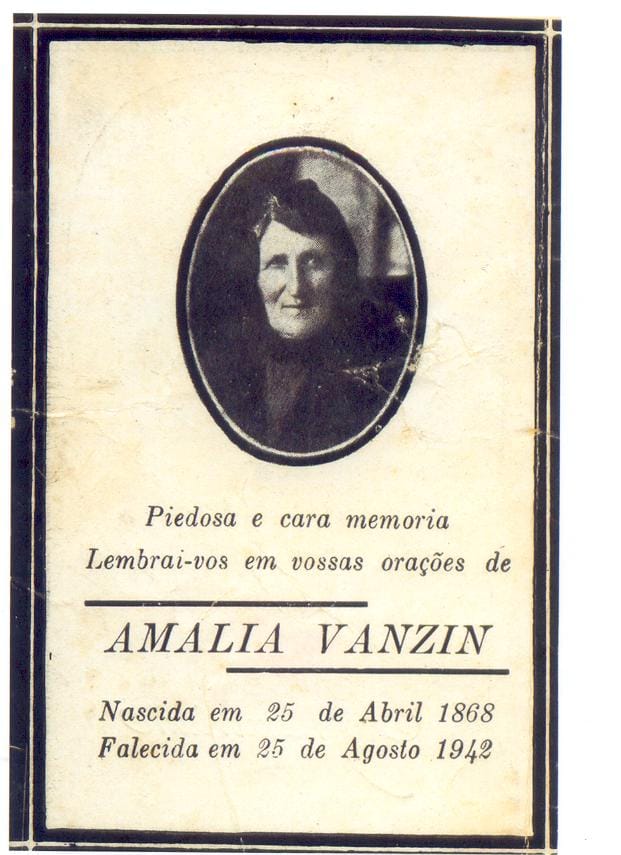 Piedosa e cara memoria
Lembrai-vos em vossas orações de
AMALIA VANZIN
Nascida em 25 de Abril 1868
Falecida em 25 de Agosto 1942